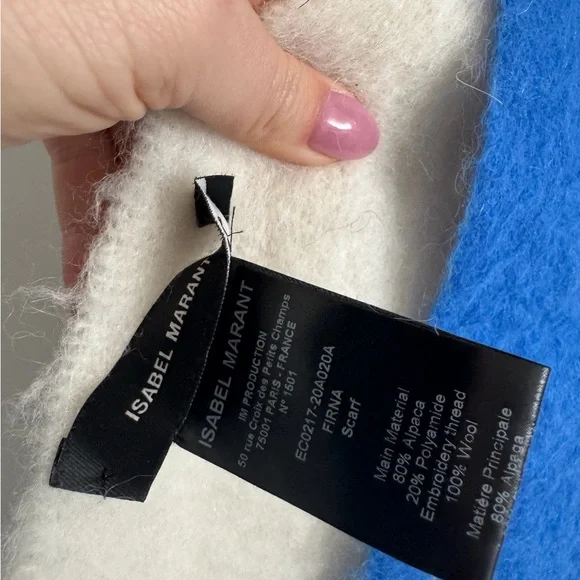 ISABEL MARANT
ISABEL MARANT
IM PRODUCTION
50 rue Croix des Petits Champs
75001 PARIS - FRANCE
N° 1501
EC0217-20A020A
FIRNA
Scarf
Main Material
80% Alpaca
20% Polyamide
Embroidery thread
100% Wool
Matière Principale
80% Alpaga